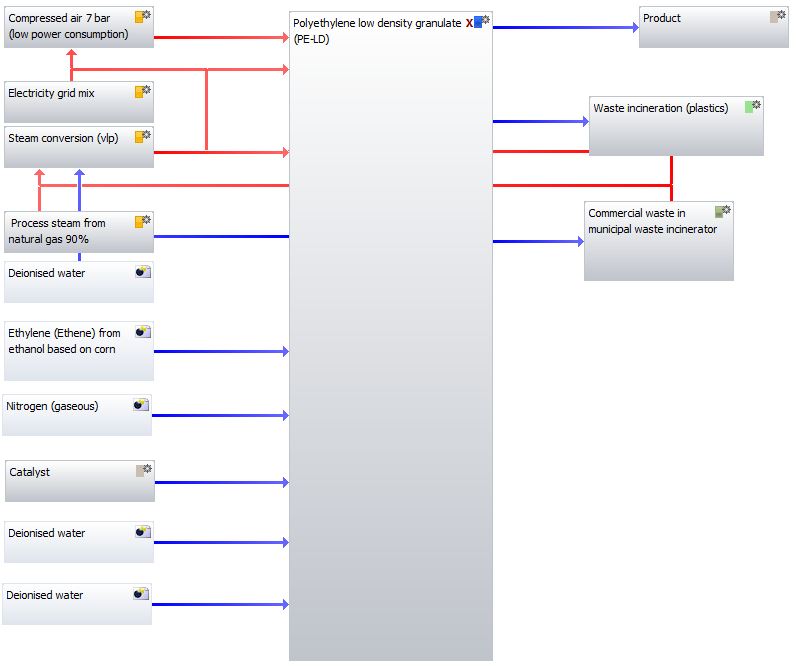 Compressed air 7 bar
(low power consumption)
Electricity grid mix
Steam conversion (vlp)
Process steam from
natural gas 90%
Deionised water
Ethylene (Ethene) from
ethanol based on corn
Nitrogen (gaseous)
Catalyst
Deionised water
Deionised water
Polyethylene low density granulate X
(PE-LD)
Product
Waste incineration (plastics)
Commercial waste in
municipal waste incinerator